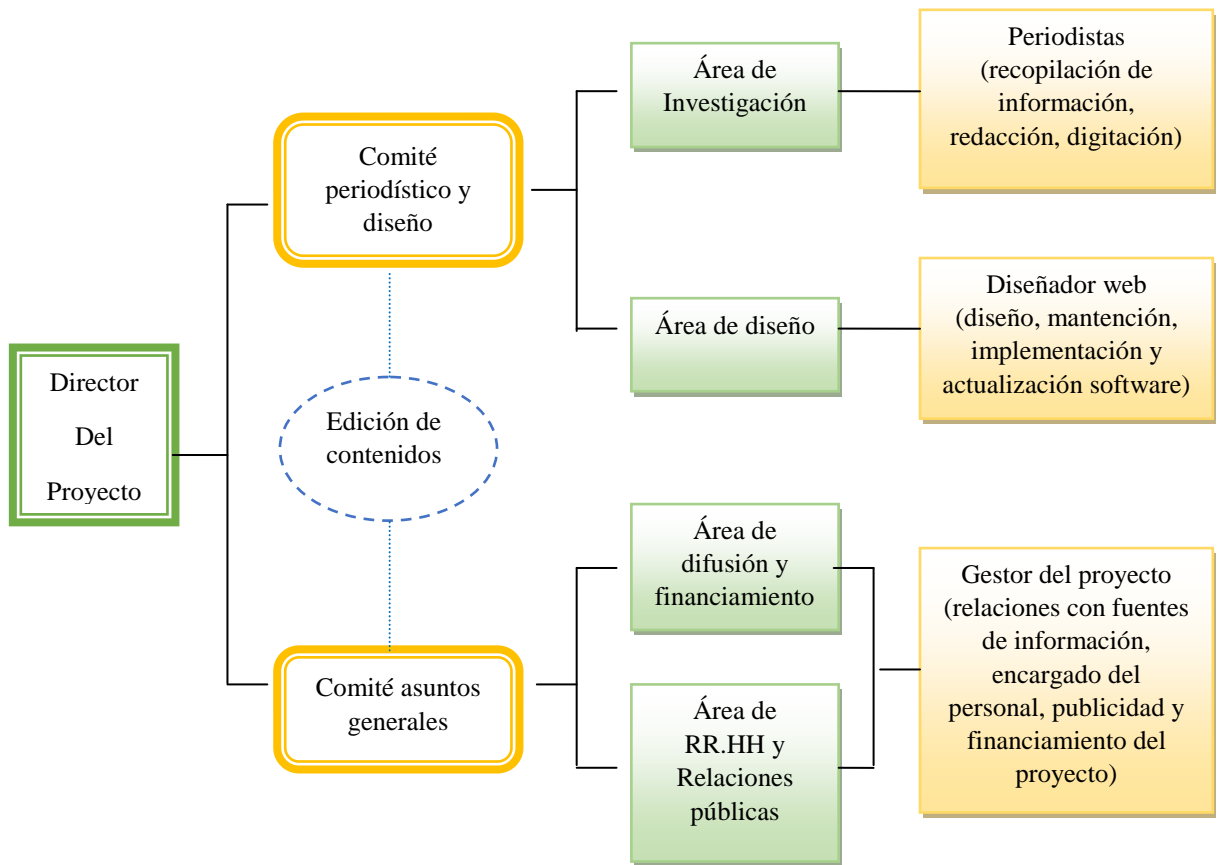 Director
Del
Proyecto
Comité
periodístico y
diseño
Edición de
contenidos
Comité asuntos
generales
Área de
Investigación
Área de diseño
Área de
difusión y
financiamiento
Área de
RR.HH y
Relaciones
públicas
Periodistas
(recopilación de
información,
redacción, digitación)
Diseñador web
(diseño, mantención,
implementación y
actualización software)
Gestor del proyecto
(relaciones con fuentes
de información,
encargado del
personal, publicidad y
financiamiento del
proyecto)